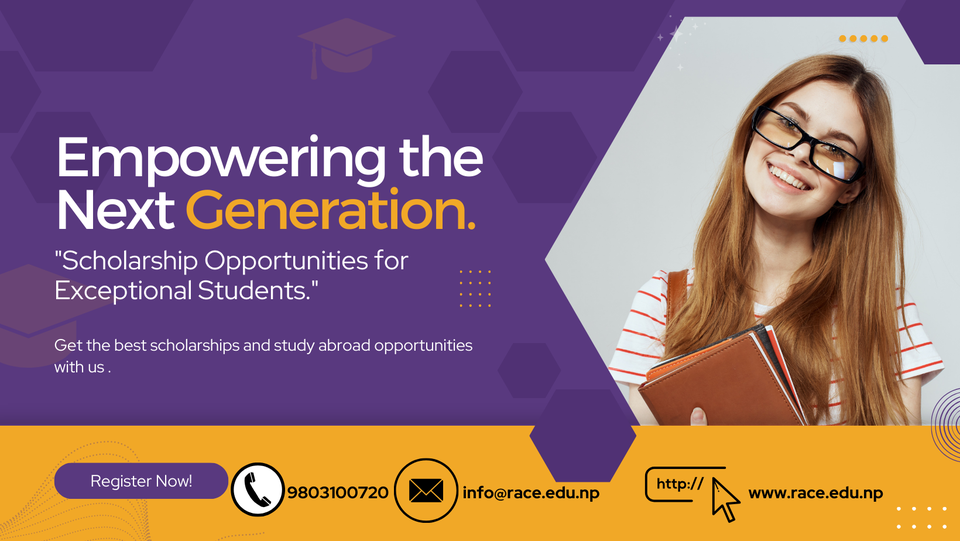 Empowering the
Next Generation.
"Scholarship Opportunities for
Exceptional Students."
Get the best scholarships and study abroad opportunities
with us .
Register Now!
9803100720
info@race.edu.np
http://
www.race.edu.np